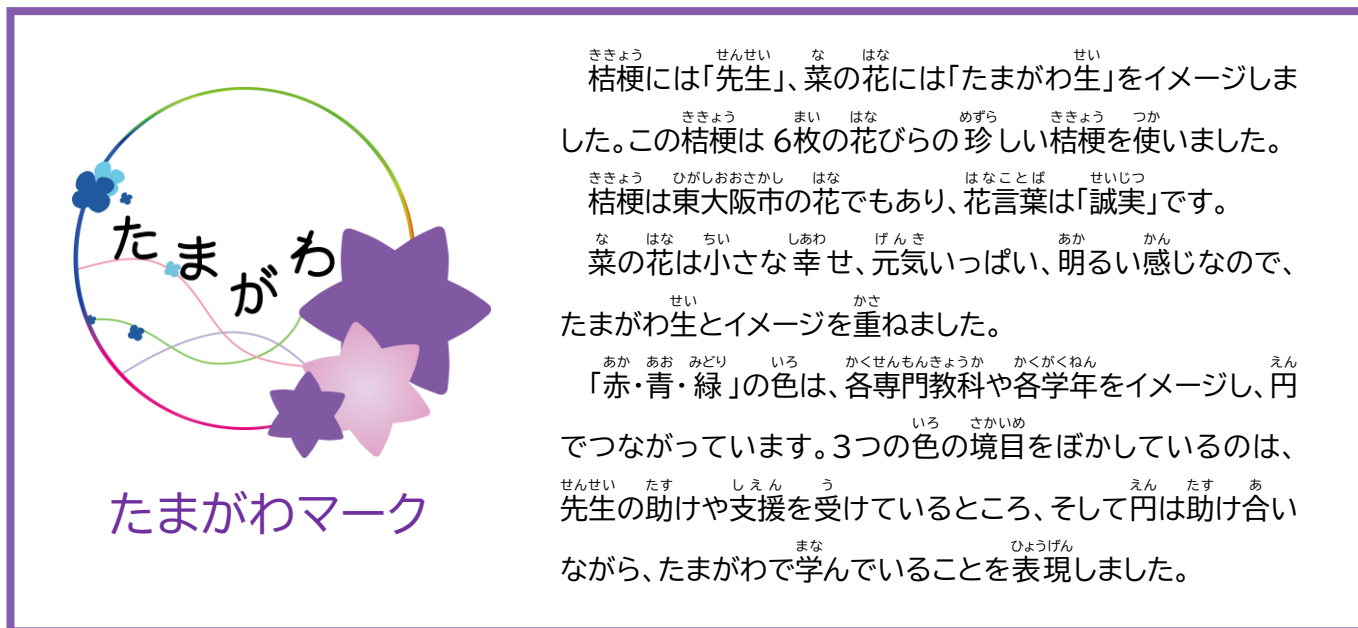 たまがわ
たまがわマーク
桔梗には「先生」、菜の花には「たまがわ生」をイメージしま
した。この桔梗は6枚の花びらの珍しい桔梗を使いました。
桔梗は東大阪市の花でもあり、花言葉は「誠実」です。
菜の花は小さな幸せ、元気いっぱい、明るい感じなので、
たまがわ生とイメージを重ねました。
「赤・青・緑」の色は、各専門教科や各学年をイメージし、円
でつながっています。3つの色の境目をぼかしているのは、
先生の助けや支援を受けているところ、そして円は助け合い
ながら、たまがわで学んでいることを表現しました。